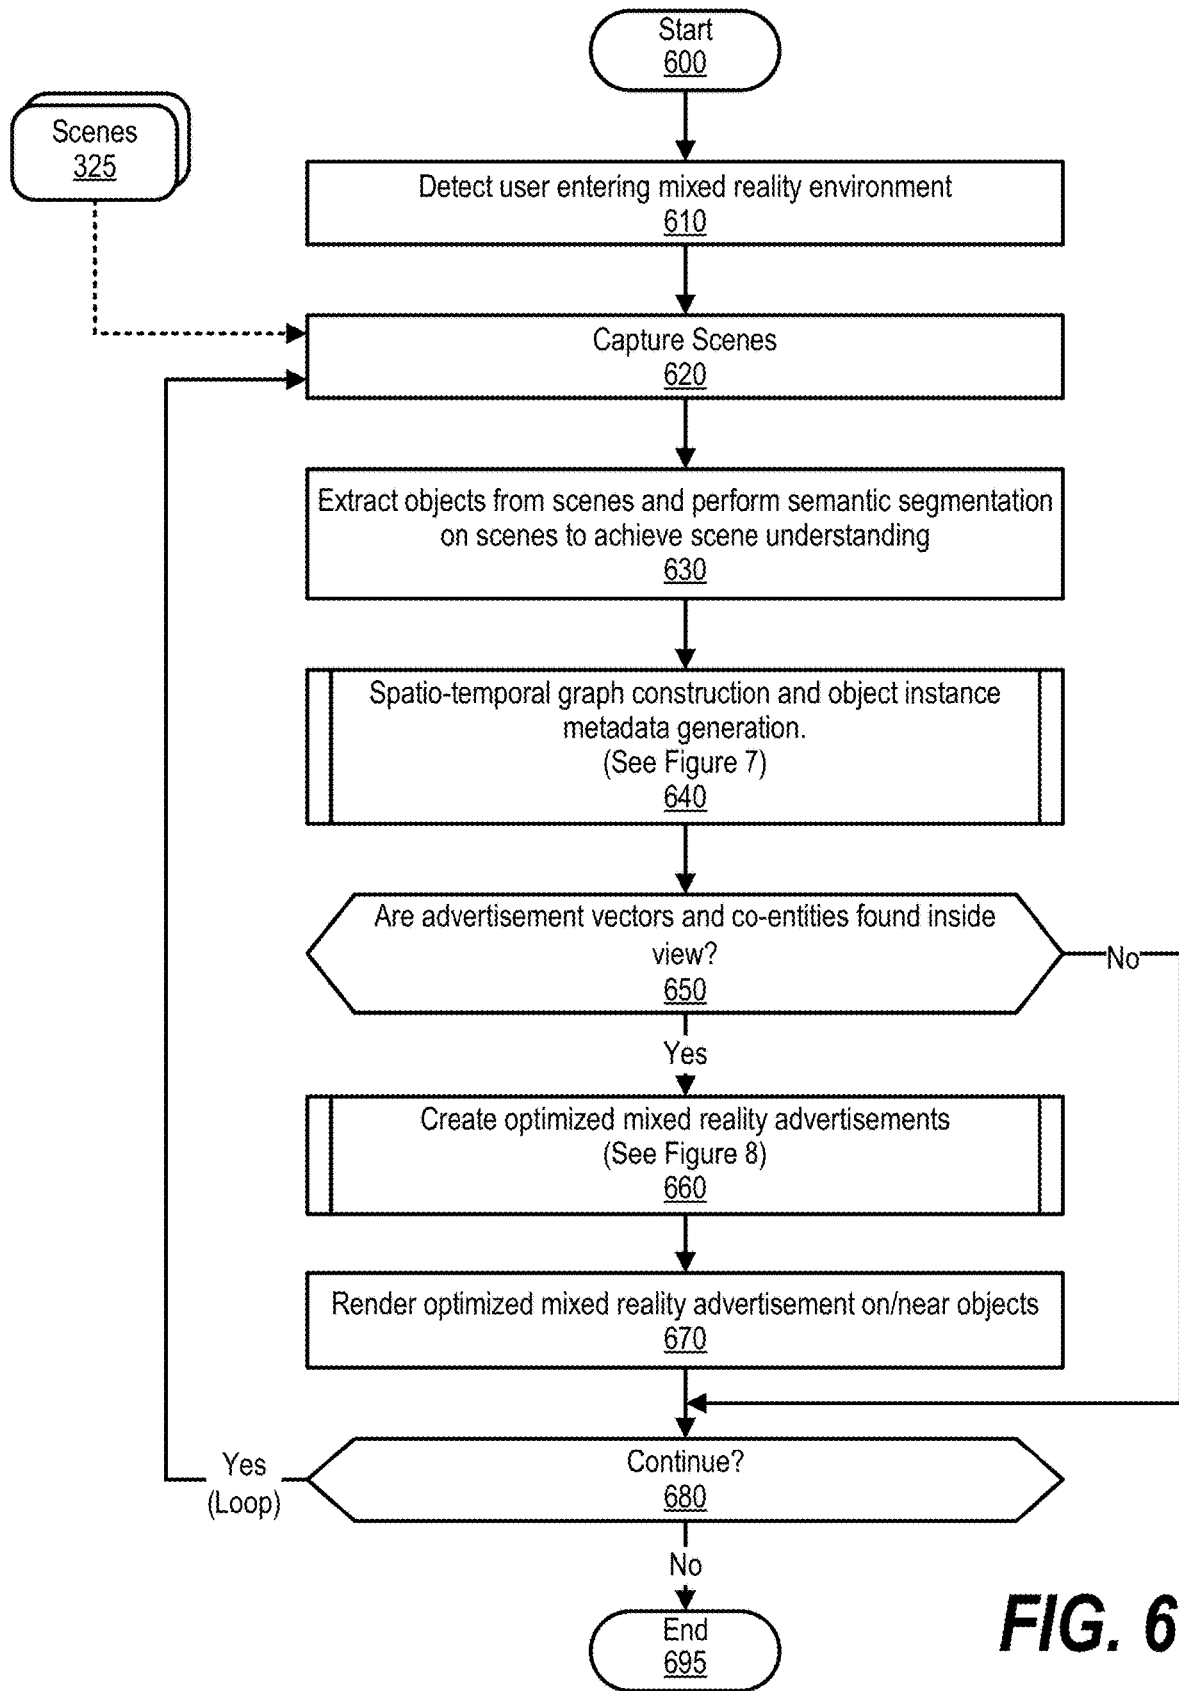 Start
600
Scenes
325
Detect user entering mixed reality environment
610
Capture Scenes
620
Extract objects from scenes and perform semantic segmentation
on scenes to achieve scene understanding
630
Spatio-temporal graph construction and object instance
metadata generation.
(See Figure 7)
640
Are advertisement vectors and co-entities found inside
view?
650
No
Yes
Create optimized mixed reality advertisements
(See Figure 8)
660
Render optimized mixed reality advertisement on/near objects
670
Continue?
680
Yes
(Loop)
No
End
695
FIG. 6